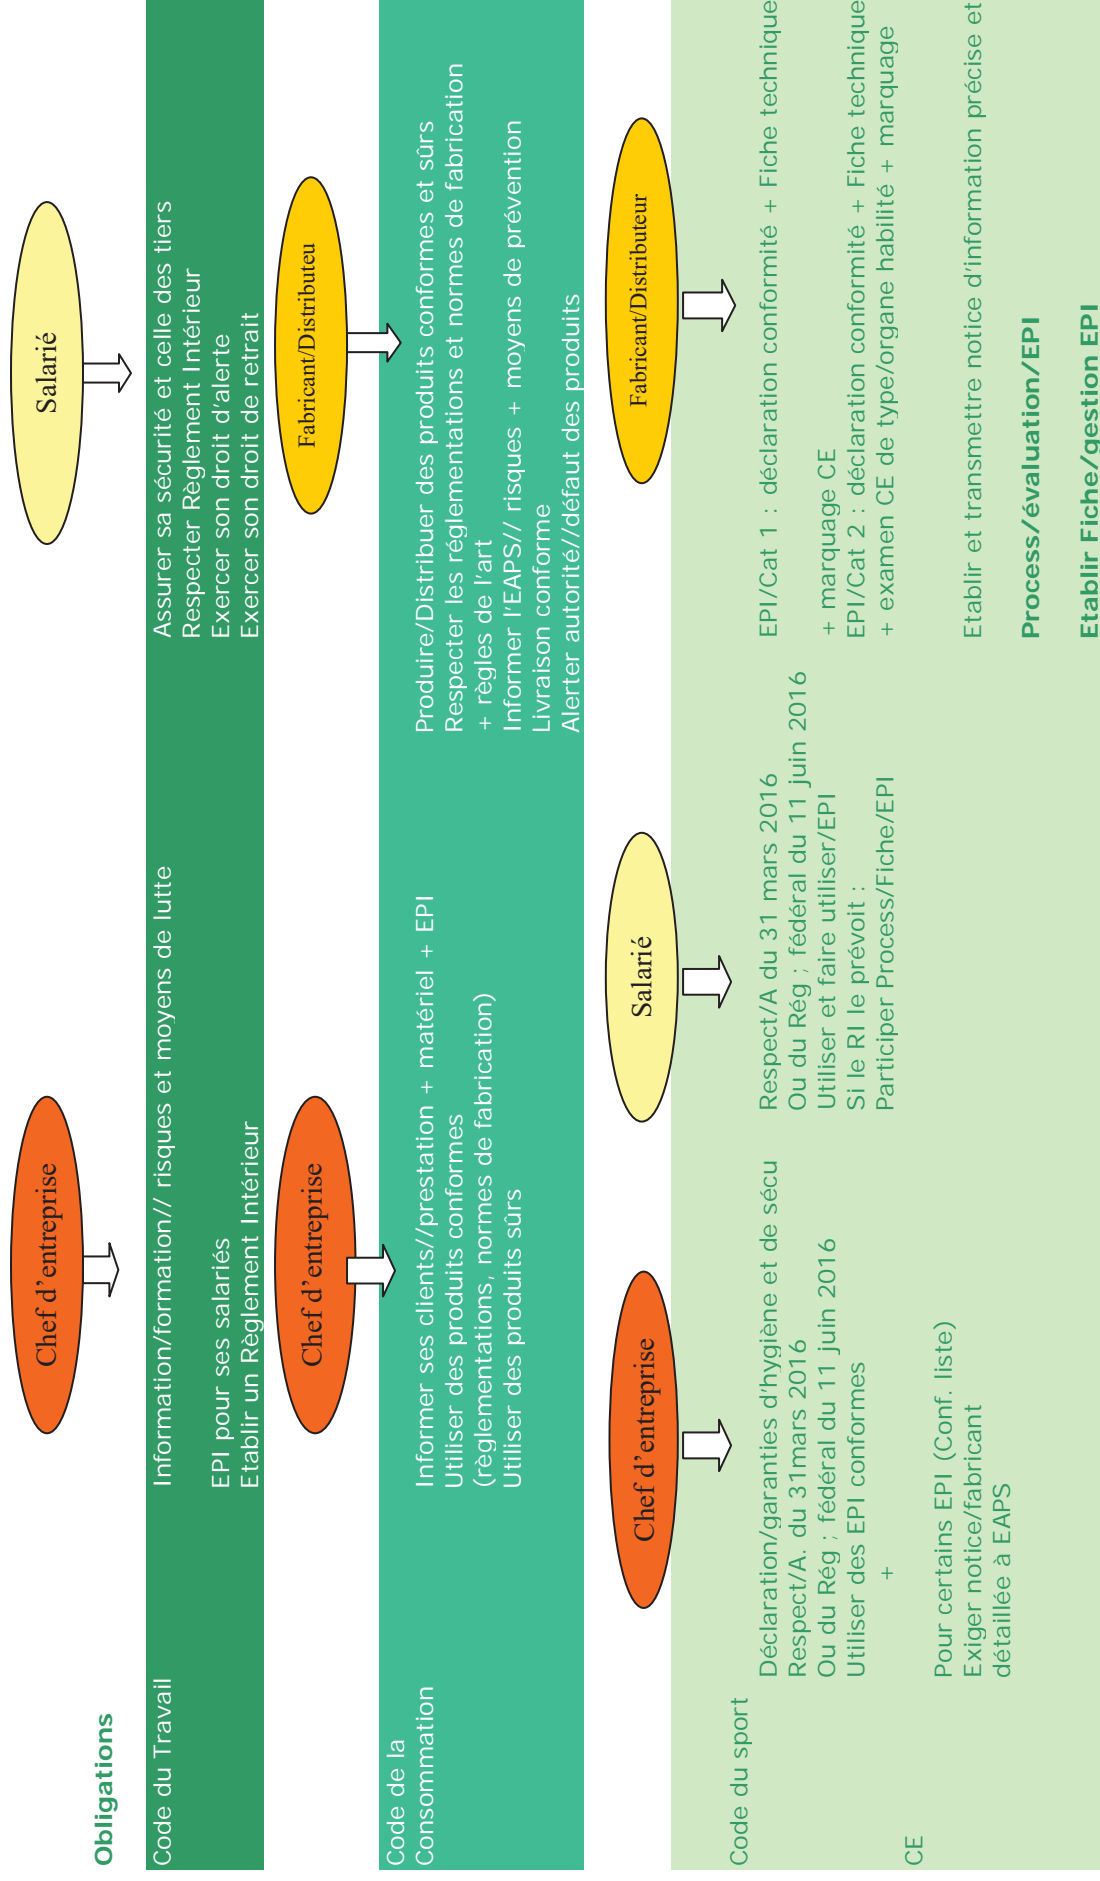 Obligations
Chef d'entreprise
Salarié
Code du Travail
Information/formation// risques et moyens de lutte
EPI pour ses salariés
Etablir un Règlement Intérieur
Assurer sa sécurité et celle des tiers
Respecter Règlement Intérieur
Exercer son droit d'alerte
Exercer son droit de retrait
Chef d'entreprise
Fabricant/Distributeu
Code de la
Consommation
Informer ses clients//prestation + matériel + EPI
Utiliser des produits conformes
(règlementations, normes de fabrication)
Utiliser des produits sûrs
Produire/Distribuer des produits conformes et sûrs
Respecter les réglementations et normes de fabrication
+ règles de l'art
Informer l'EAPS// risques + moyens de prévention
Livraison conforme
Alerter autorité//défaut des produits
Chef d'entreprise
Salarié
Fabricant/Distributeur
Code du sport
Déclaration/garanties d'hygiène et de sécu
Respect/A. du 31mars 2016
Ou du Rég ; fédéral du 11 juin 2016
Utiliser des EPI conformes
+
CE
Pour certains EPI (Conf. liste)
Exiger notice/fabricant
détaillée à EAPS
Respect/A du 31 mars 2016
Ou du Rég ; fédéral du 11 juin 2016
Utiliser et faire utiliser/EPI
Si le RI le prévoit :
Participer Process/Fiche/EPI
EPI/Cat 1 : déclaration conformité + Fiche technique
+ marquage CE
EPI/Cat 2 : déclaration conformité + Fiche technique
+ examen CE de type/organe habilité + marquage
Etablir et transmettre notice d'information précise et
Process/évaluation/EPI
Etablir Fiche/gestion EPI